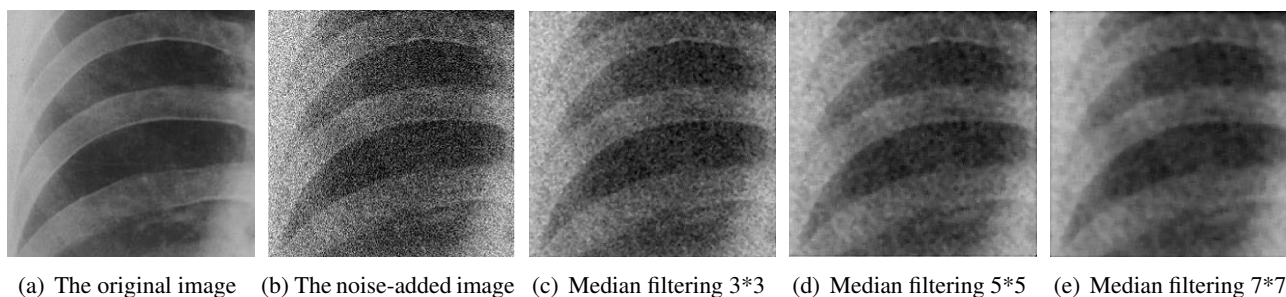 (a) The original image
(b) The noise-added image
(c) Median filtering 3*3
(d) Median filtering 5*5
(e) Median filtering 7*7